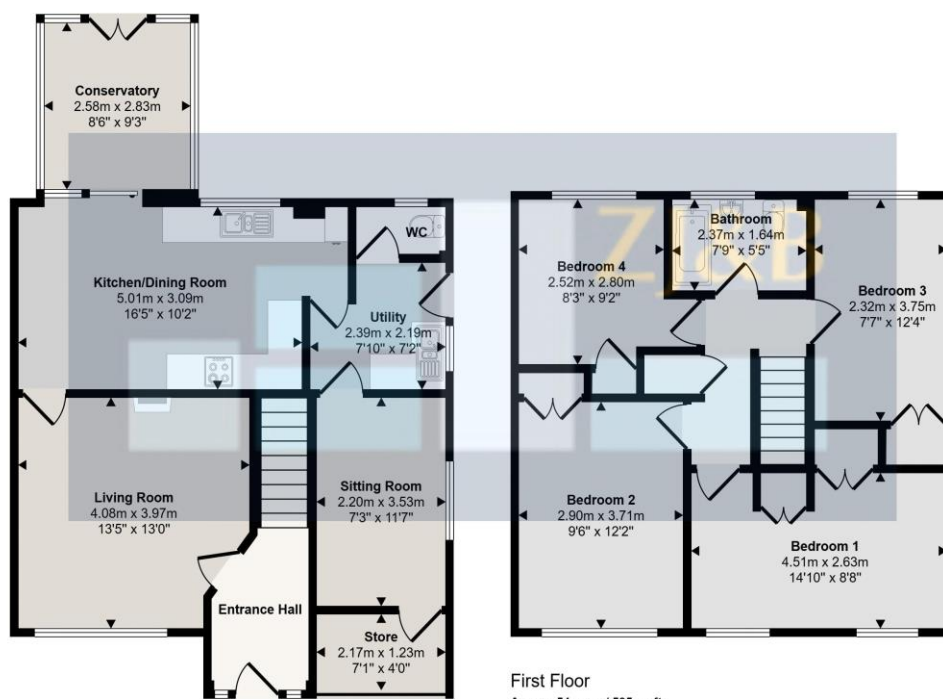 Conservatory
2.58m x 2.83m
8'6" x 9'3"
WC
Kitchen/Dining Room
5.01m x 3.09m
16'5" x 10'2"
Utility
2.39m x 2.19m
7'10" x 7'2"
Living Room
4.08m x 3.97m
13'5" x 13'0"
Sitting Room
2.20m x 3.53m
7'3" x 11'7"
Entrance Hall
Store
2.17m x 1.23m
7'1" x 4'0"
ZJ&B
Bathroom
2.37m x 1.64m
7'9" x 5'5"
Bedroom 4
2.52m x 2.80m
8'3" x 9'2"
Bedroom 3
2.32m x 3.75m
7'7" x 12'4"
Bedroom 2
2.90m x 3.71m
9'6" x 12'2"
Bedroom 1
4.51m x 2.63m
14'10" x 8'8"
First Floor